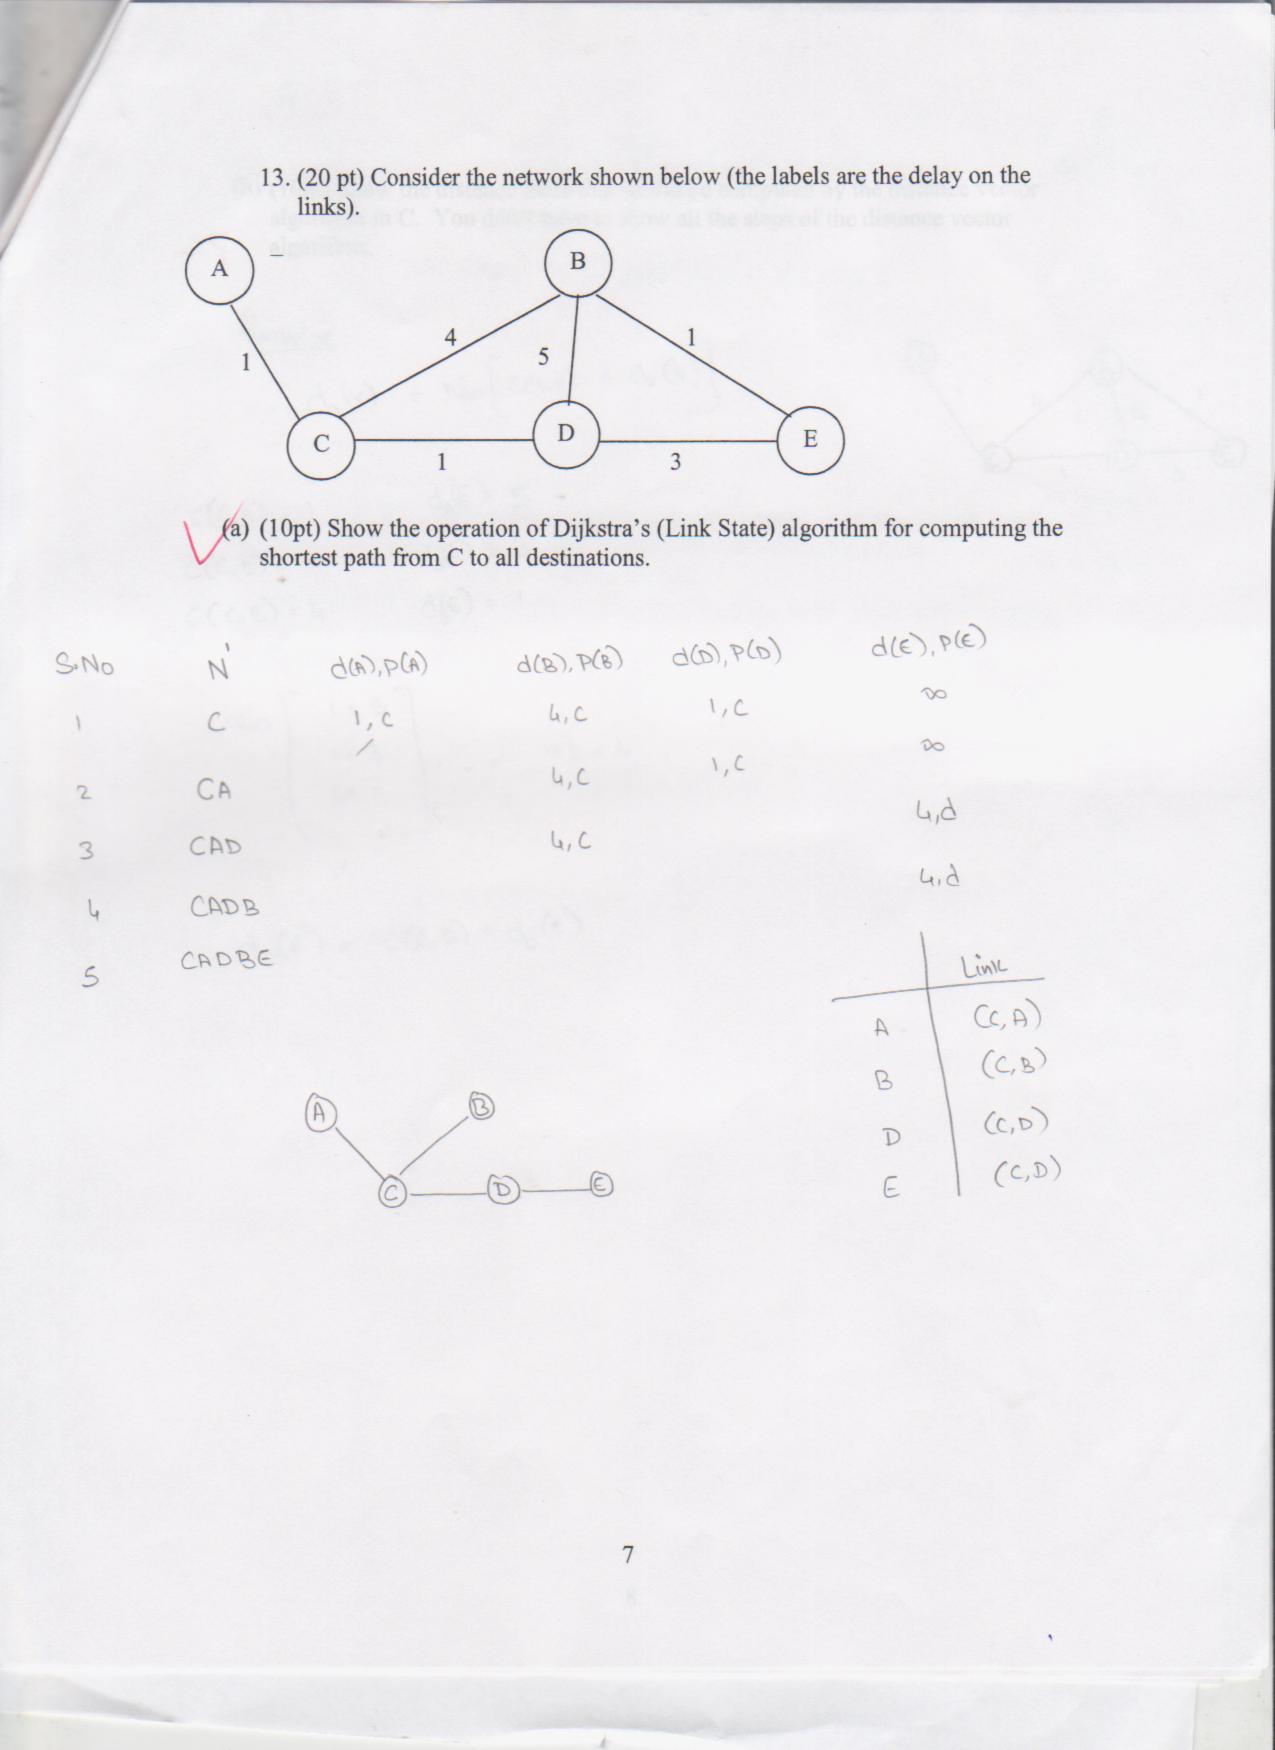 13. (20 pt) Consider the network shown below (the labels are the delay on the
links).
A
B
4
1
5
1
C
D
E
1
3
(a) (10pt) Show the operation of Dijkstra's (Link State) algorithm for computing the
shortest path from C to all destinations.
S.No N' d(A),P(A) d(B),P(B) d(D),P(D) d(E),P(E)
1 C 1,C 4,C 1,C ∞
2 CA 4,C 1,C ∞
3 CAD 4,C 4,d
4 CADB 4,d
5 CADBE
Link
A (C,A)
B (C,B)
D (C,D)
E (C,D)
A B
C D E
7